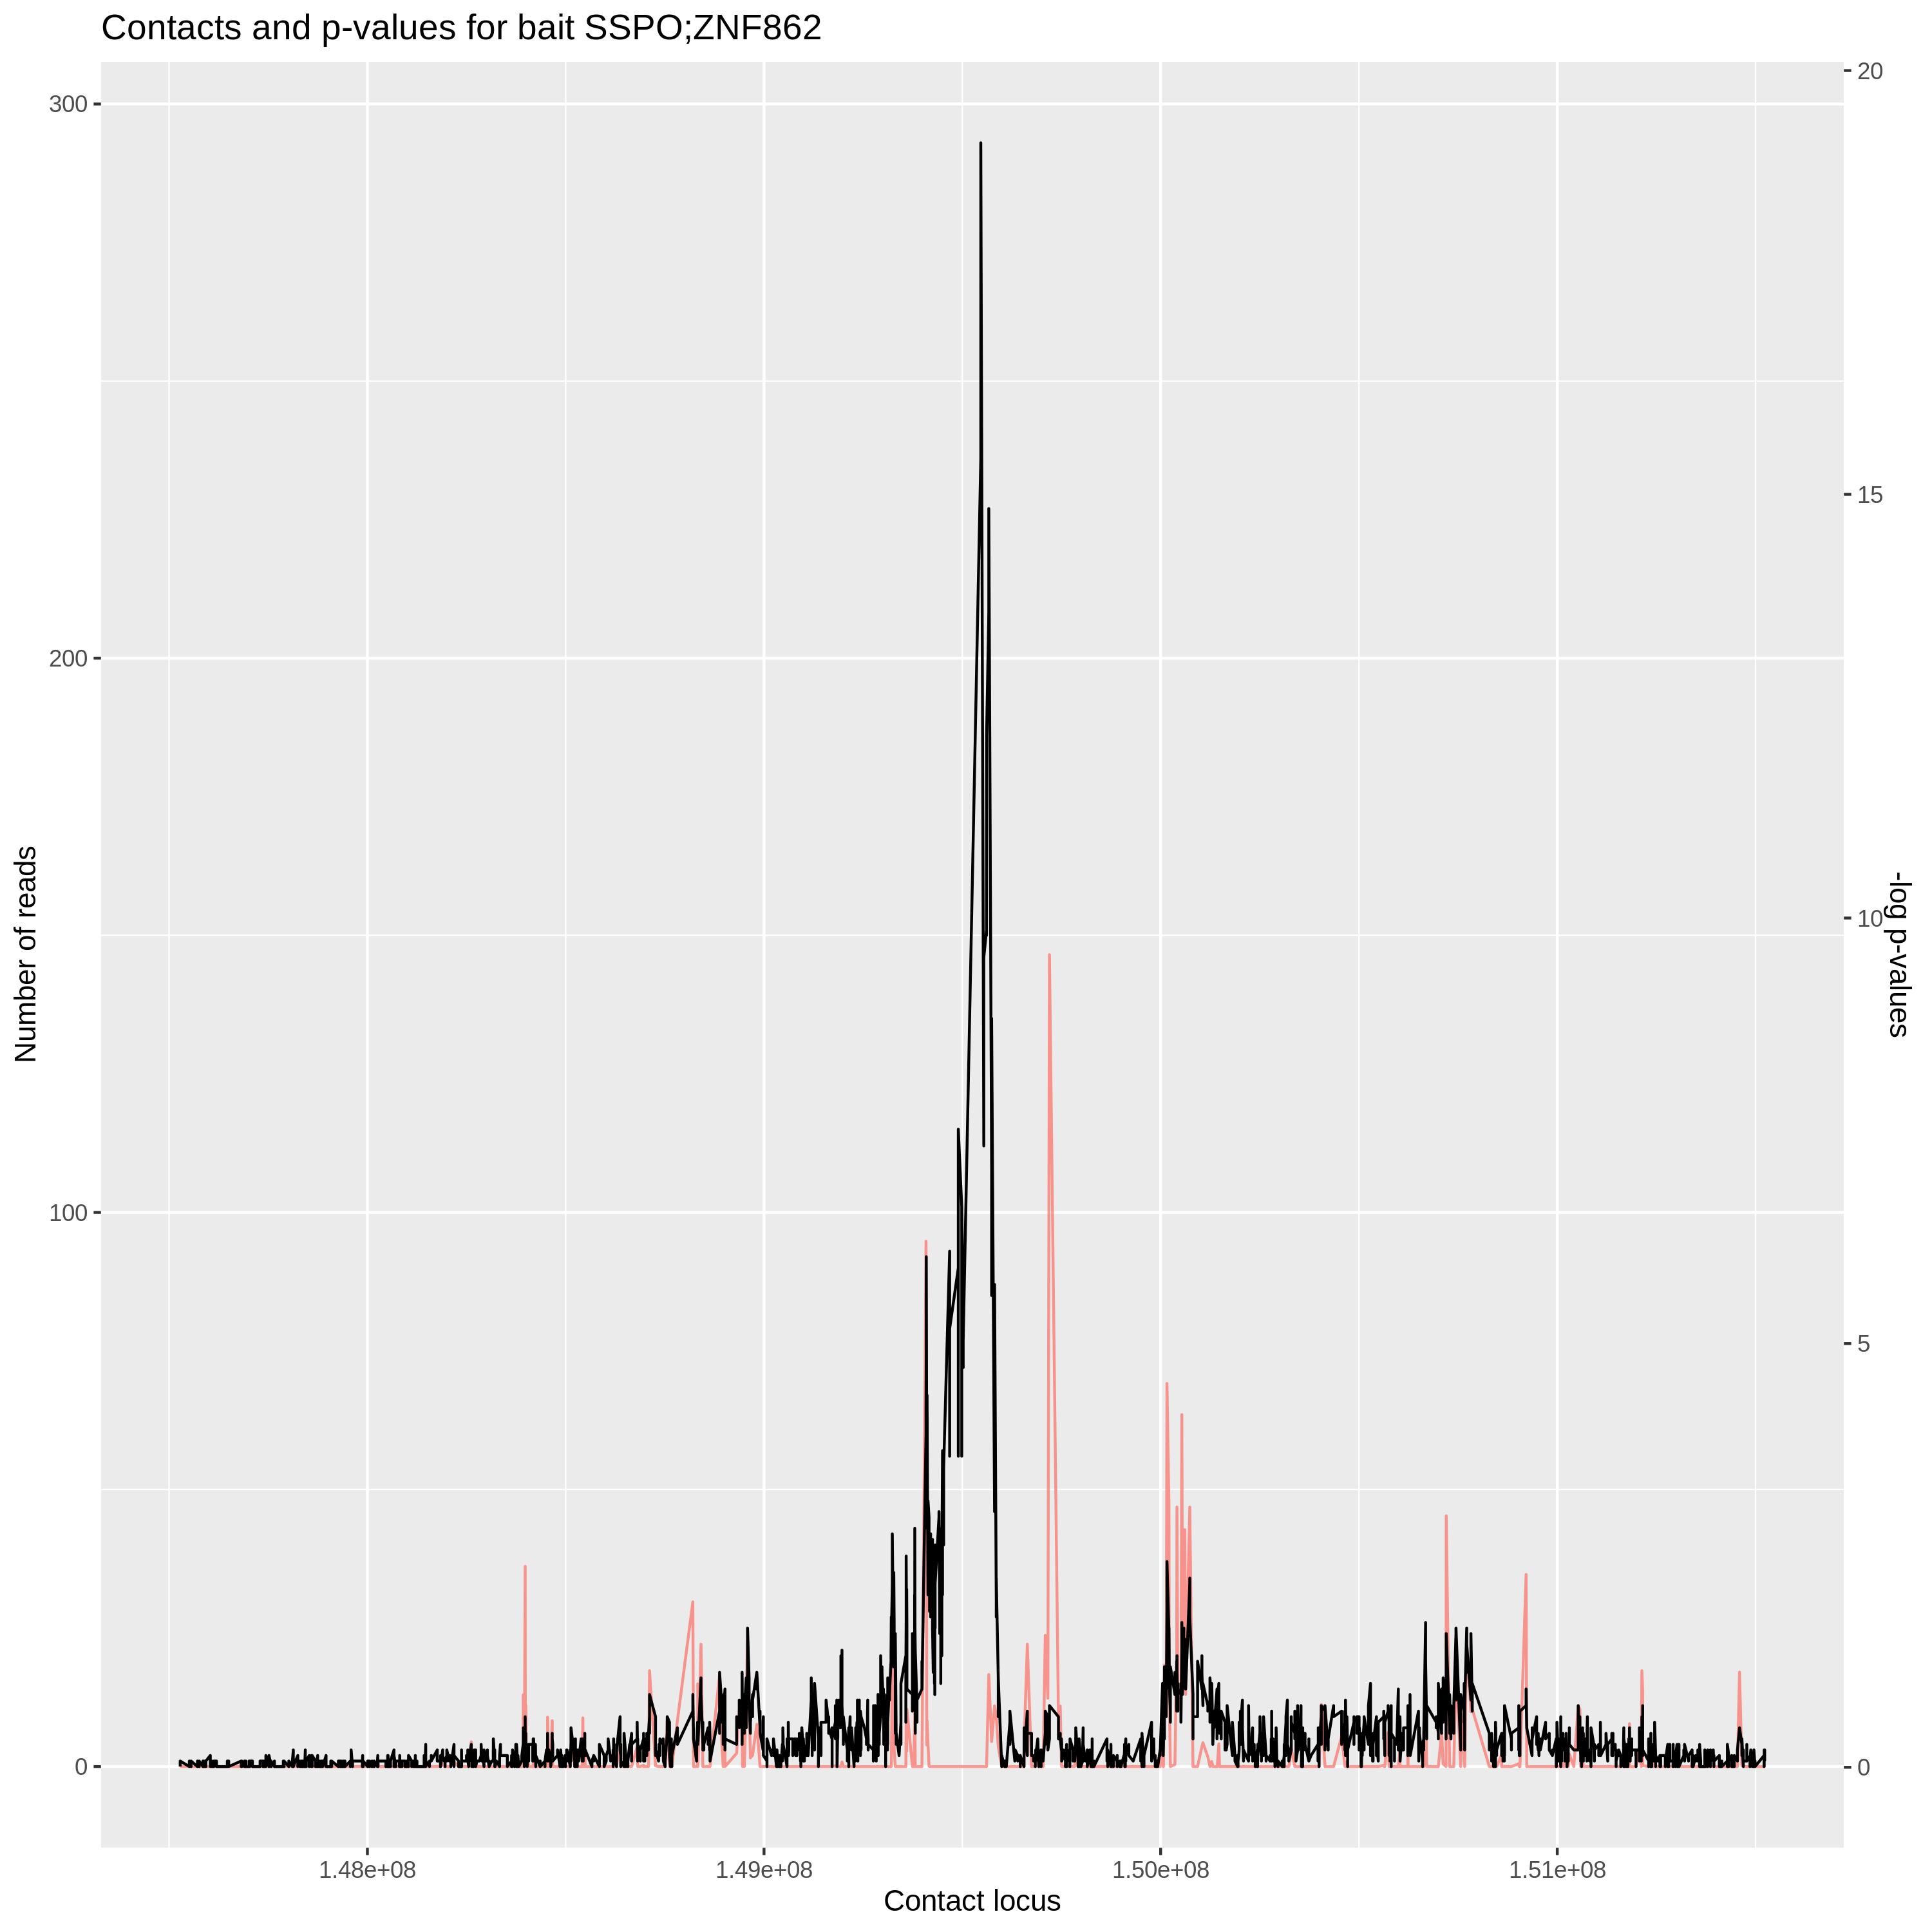 Contacts and p-values for bait SSPO;ZNF862
300
200
100
0
Number of reads
20
15
10
5
0
-log p-values
1.48e+08
1.49e+08
1.50e+08
1.51e+08
Contact locus